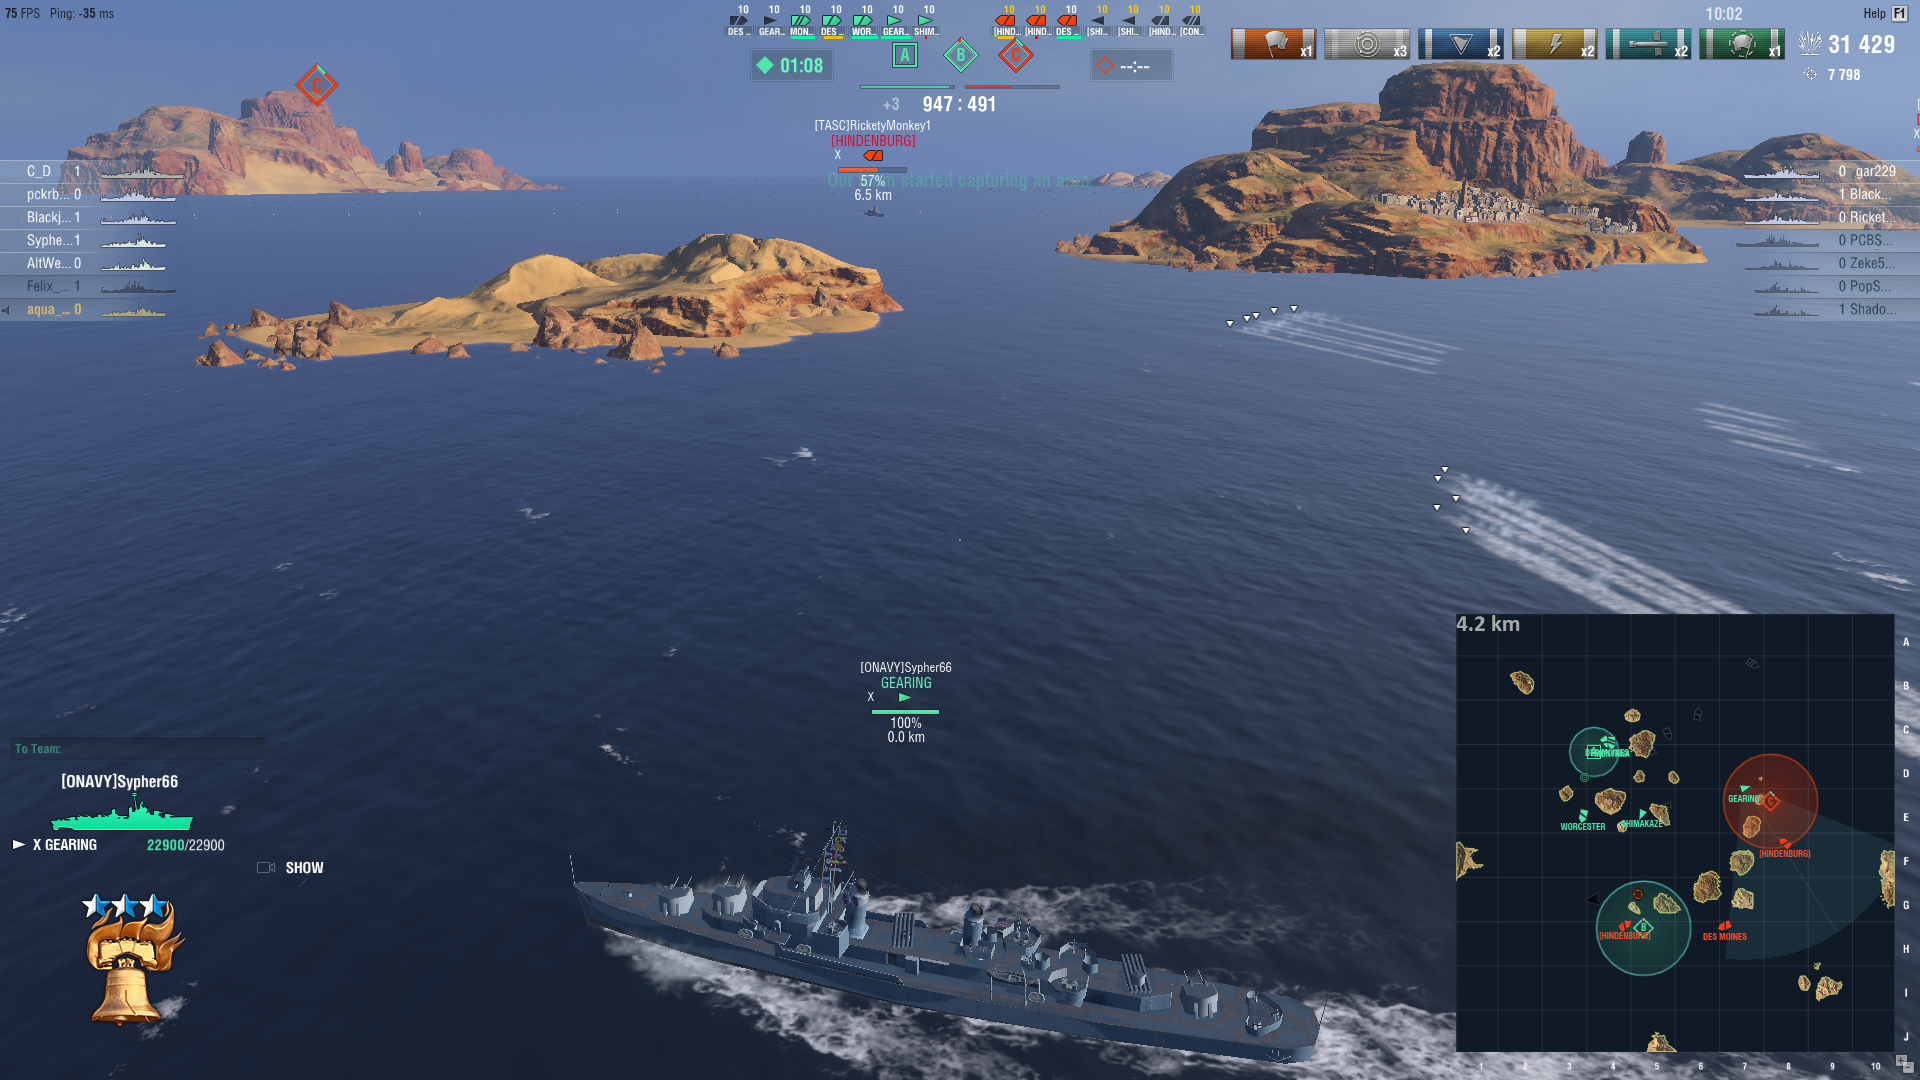 75 FPS Ping: -35 ms
10 10 10 10 10 10 10
DES ... GEAR... MON... DES ... WOR... GEAR... SHIM...
10 10 10 10 10 10 10
[HIND... [HIND... DES ... [SHI... [SHI... [HIND... [CON...
10:02
Help F1
A B C
01:08
--:--
x1 x3 x2 x2 x2 x1
31 429
7 798
+3 947 : 491
C
[TASC]RicketyMonkey1
[HINDENBURG]
X
57%
6.5 km
C_D 1
pckrb... 0
Blackj... 1
Syphe... 1
AltWe... 0
Felix_... 1
aqua_... 0
0 gar229
1 Black...
0 Ricket...
0 PCBS...
0 Zeke5...
0 PopS...
1 Shado...
[ONAVY]Sypher66
GEARING
X
100%
0.0 km
To Team:
[ONAVY]Sypher66
X GEARING 22900/22900
SHOW
4.2 km
A
B
C
D
E
F
G
H
I
J
GEARING
C
WORCESTER
SHIMAKAZE
[HINDENBURG]
[HINDENBURG]
B
DES MOINES
1 2 3 4 5 6 7 8 9 10